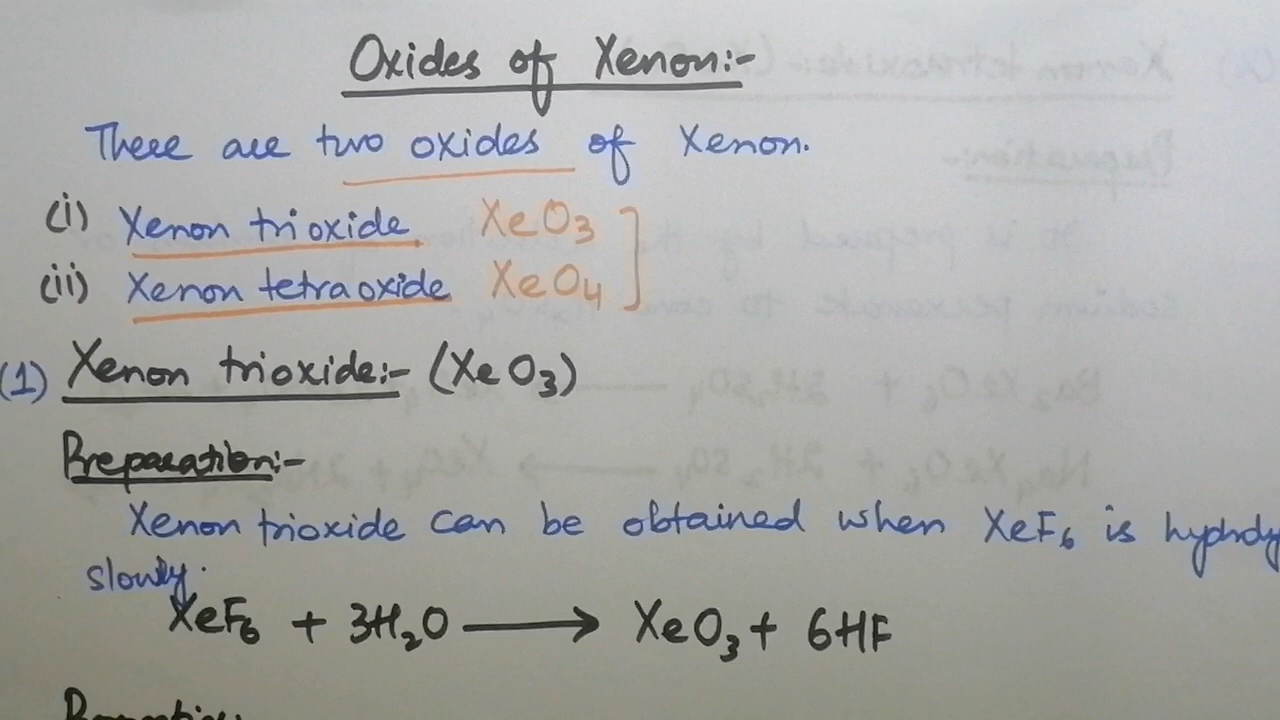 Oxides of Xenon:-
There are two oxides of Xenon.
(i) Xenon trioxide XeO3
(ii) Xenon tetraoxide XeO4
(1) Xenon trioxide:- (XeO3)
Preparation:-
Xenon trioxide can be obtained when XeF6 is hydroly
slowly.
XeF6 + 3H2O ⟶ XeO3 + 6HF